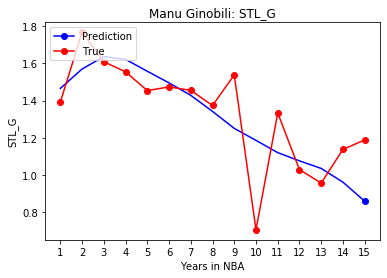 Manu Ginobili: STL_G
Prediction
True
1.8
1.6
1.4
1.2
1.0
0.8
STL_G
1 2 3 4 5 6 7 8 9 10 11 12 13 14 15
Years in NBA